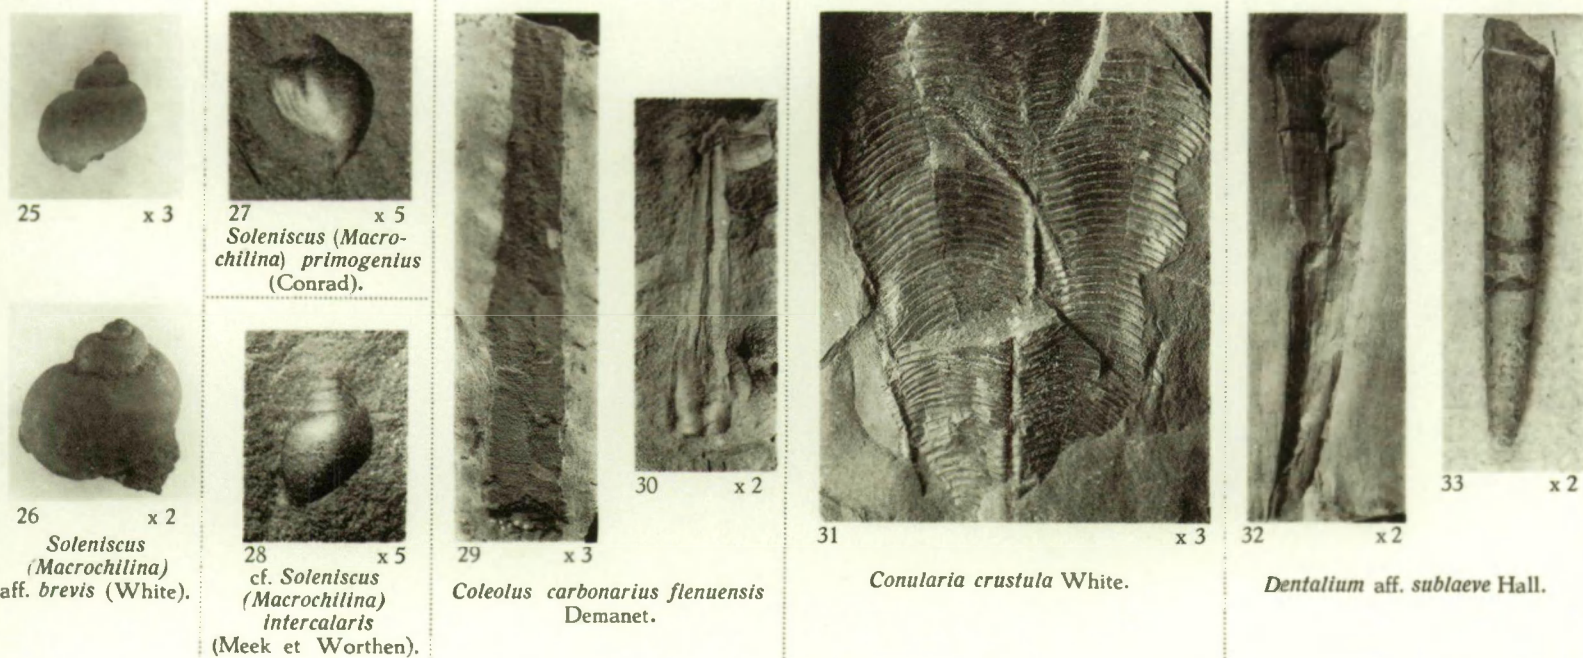 25 x 3
26 x 2
Soleniscus
(Macrochilina)
aff. brevis (White).
27 x 5
Soleniscus (Macro-
chilina) primogenius
(Conrad).
28 x 5
cf. Soleniscus
(Macrochilina)
intercalaris
(Meek et Worthen).
29 x 3
30 x 2
Coleolus carbonarius flenuensis
Demanet.
31 x 3
Conularia crustula White.
32 x 2
33 x 2
Dentalium aff. sublaeve Hall.